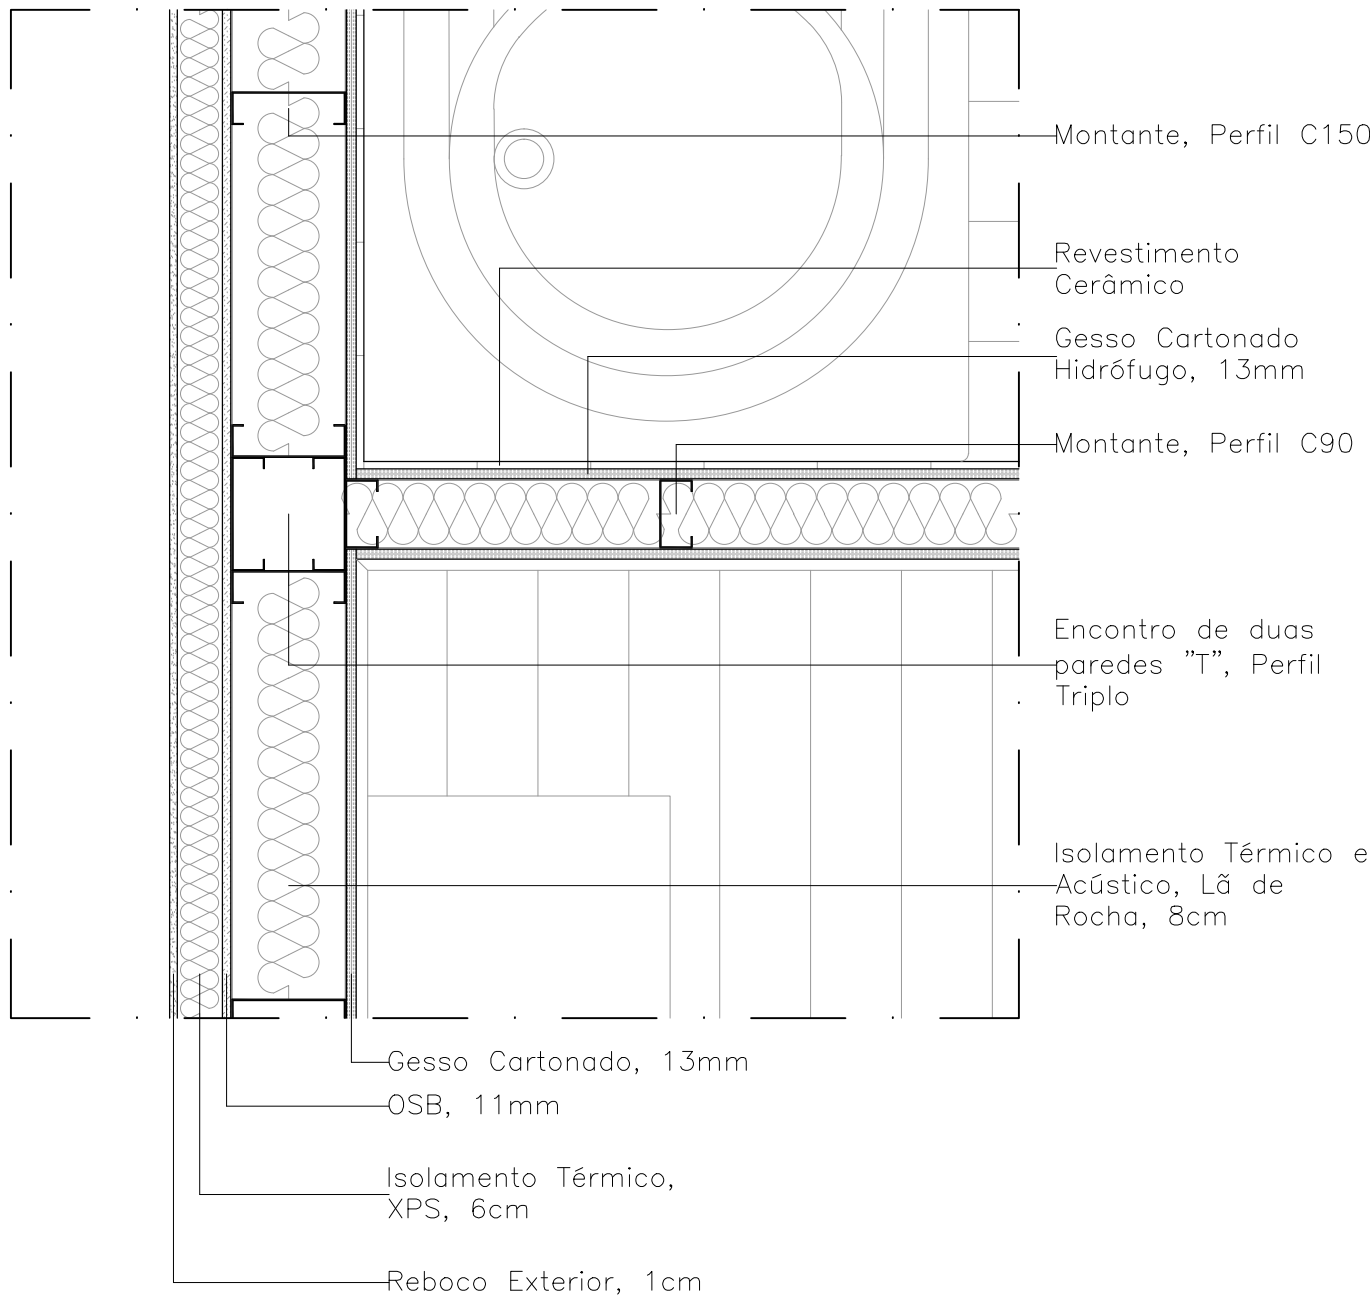 Montante, Perfil C150
Revestimento
Cerâmico
Gesso Cartonado
Hidrófugo, 13mm
Montante, Perfil C90
Encontro de duas
paredes ”T”, Perfil
Triplo
Isolamento Térmico e
Acústico, Lã de
Rocha, 8cm
Gesso Cartonado, 13mm
OSB, 11mm
Isolamento Térmico,
XPS, 6cm
Reboco Exterior, 1cm